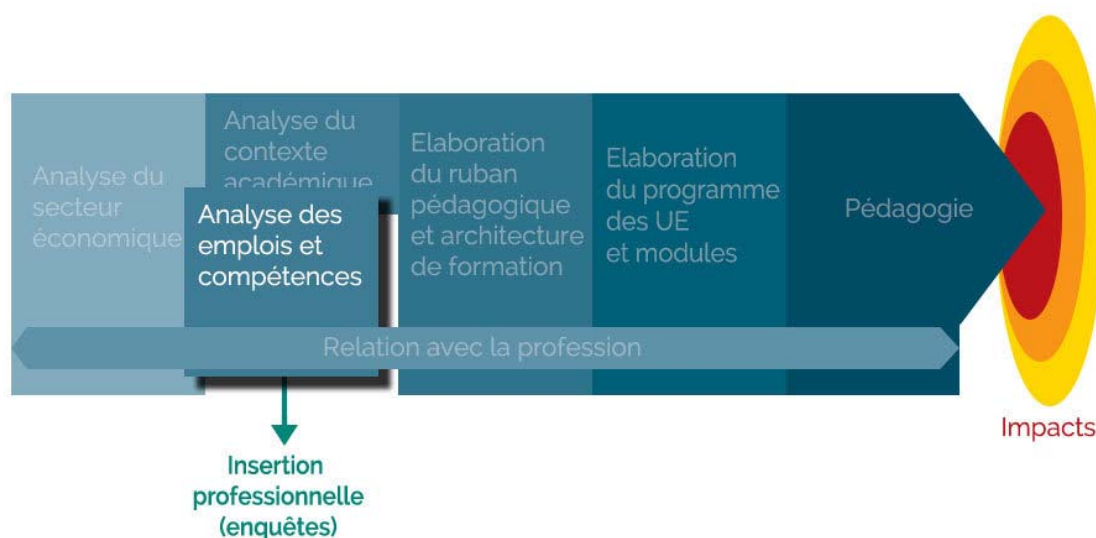 Analyse du
secteur
économique
Analyse du
contexte
académique
Analyse des
emplois et
compétences
Elaboration
du ruban
pédagogique
et architecture
de formation
Elaboration
du programme
des UE
et modules
Pédagogie
Relation avec la profession
Impacts
Insertion
professionnelle
(enquêtes)